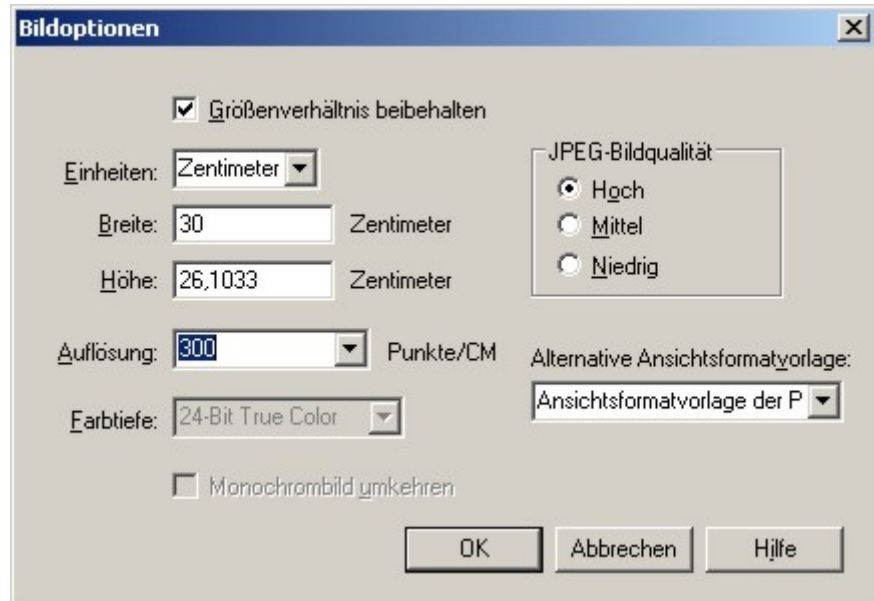 Bildoptionen
Größenverhältnis beibehalten
Einheiten: Zentimeter
Breite: 30 Zentimeter
Höhe: 26,1033 Zentimeter
Auflösung: 300 Punkte/CM
Farbtiefe: 24-Bit True Color
Monochrombild umkehren
JPEG-Bildqualität
Hoch
Mittel
Niedrig
Alternative Ansichtsformatvorlage:
Ansichtsformatvorlage der P
OK Abbrechen Hilfe